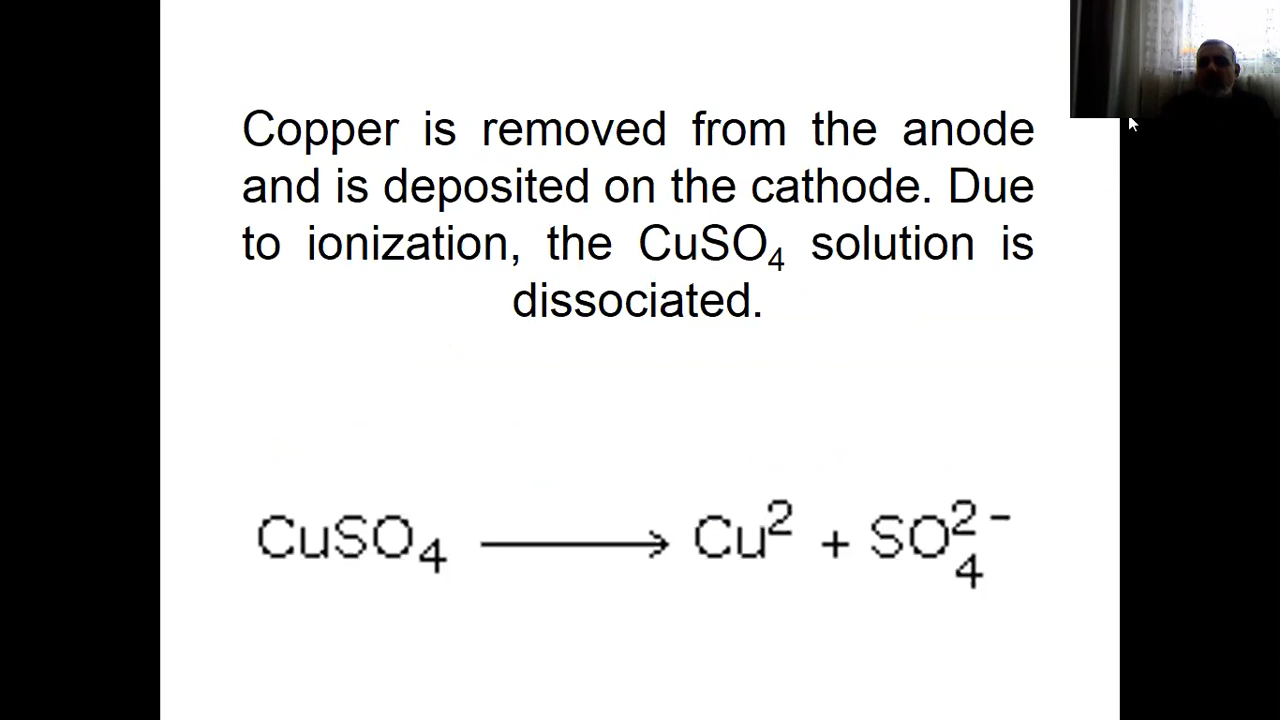 Copper is removed from the anode
and is deposited on the cathode. Due
to ionization, the CuSO₄ solution is
dissociated.
CuSO₄ ⟶ Cu² + SO₄²⁻